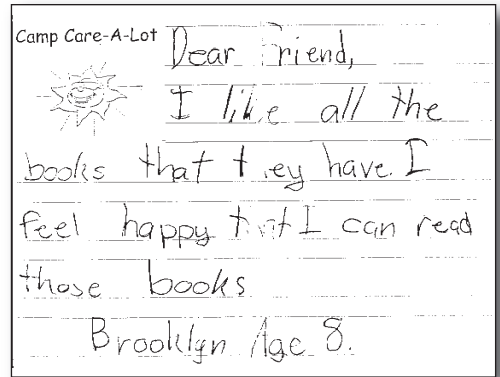 Camp Care-A-Lot
Dear Friend,
I like all the
books that they have. I
feel happy that I can read
those books
Brooklyn Age 8.